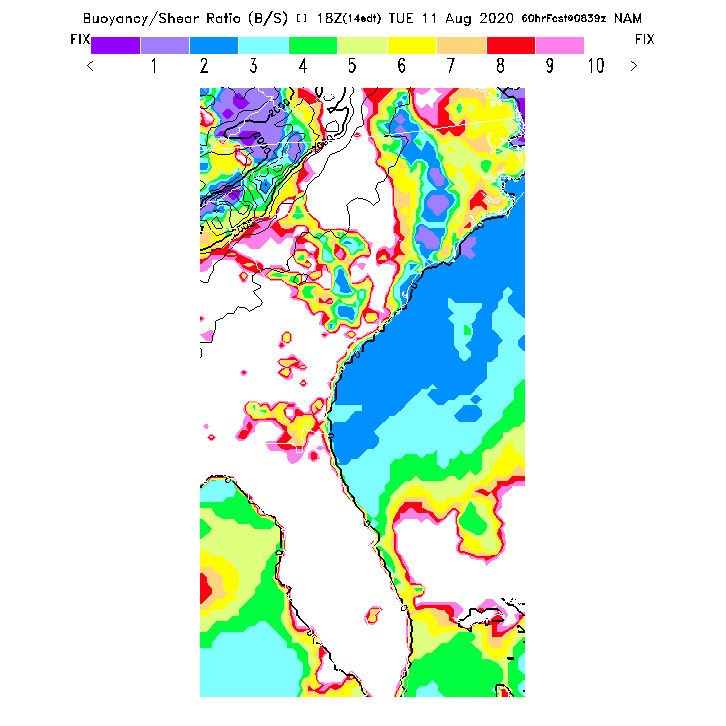 Buoyancy/Shear Ratio (B/S) [] 18Z(14edt) TUE 11 Aug 2020 60hrFcst@0839z NAM
FIX FIX
< 1 2 3 4 5 6 7 8 9 10 >